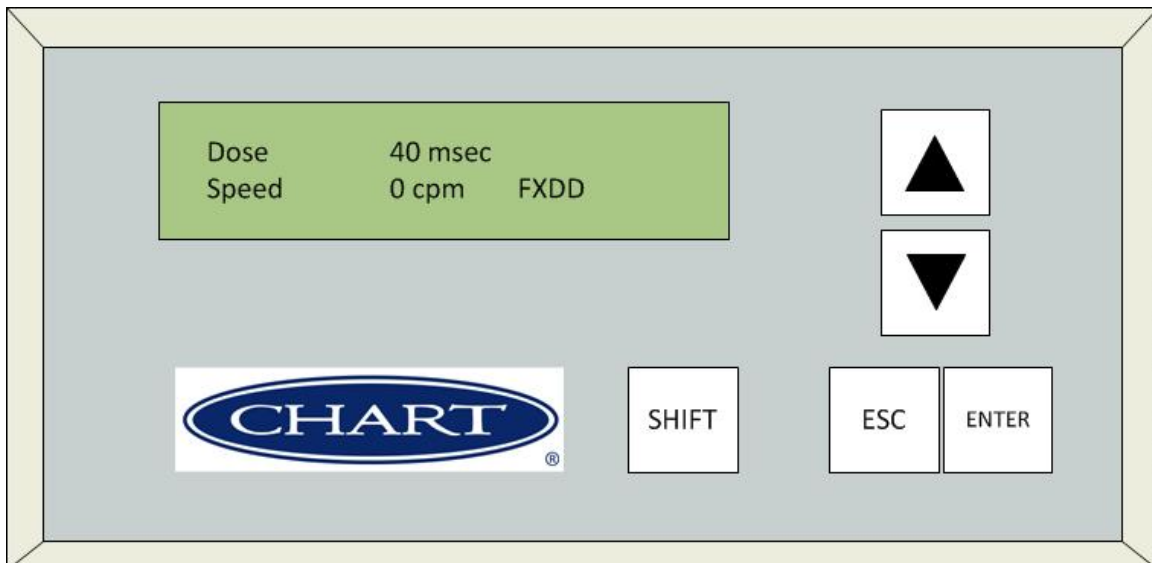 Dose 40 msec
Speed 0 cpm FXDD
▲
▼
CHART
®
SHIFT
ESC
ENTER